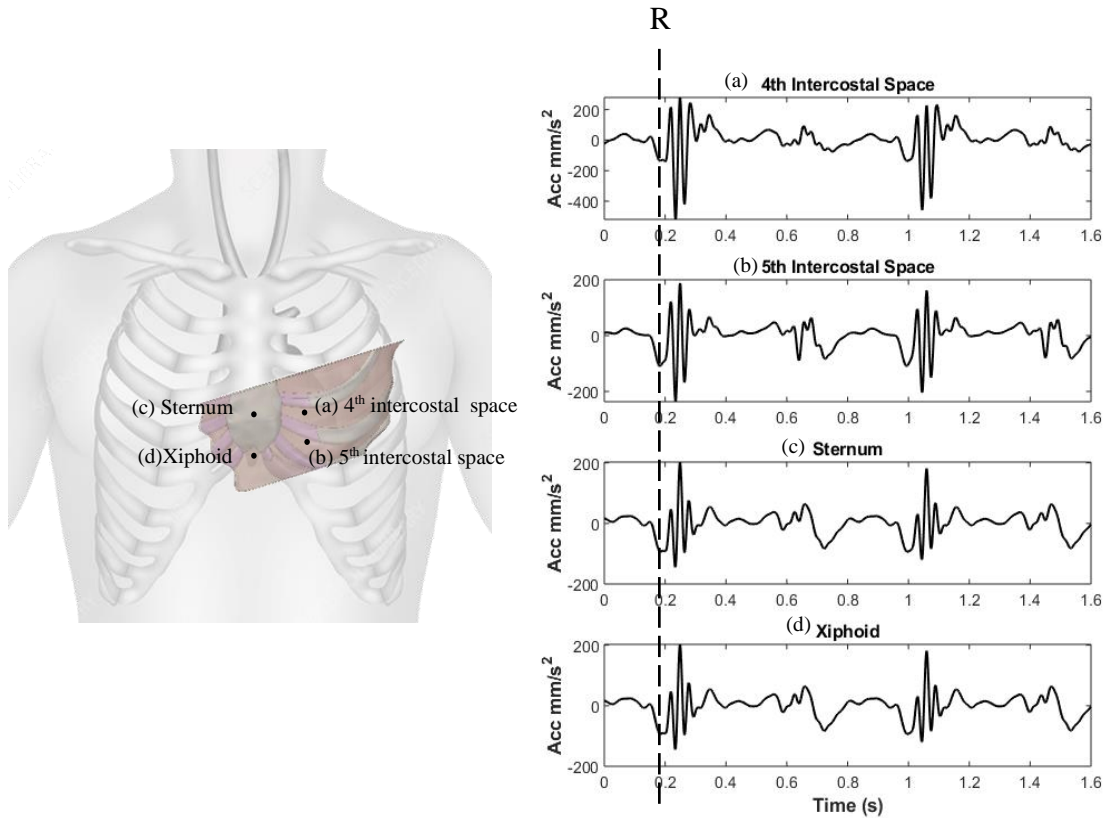 R
(a) 4th Intercostal Space
Acc mm/s²
200
0
-200
-400
0 0.2 0.4 0.6 0.8 1 1.2 1.4 1.6
(b) 5th Intercostal Space
Acc mm/s²
200
0
-200
0 0.2 0.4 0.6 0.8 1 1.2 1.4 1.6
(c) Sternum
Acc mm/s²
200
0
-200
0 0.2 0.4 0.6 0.8 1 1.2 1.4 1.6
(d) Xiphoid
Acc mm/s²
200
0
-200
0 0.2 0.4 0.6 0.8 1 1.2 1.4 1.6
Time (s)
(c) Sternum
(a) 4th intercostal space
(d)Xiphoid
(b) 5th intercostal space